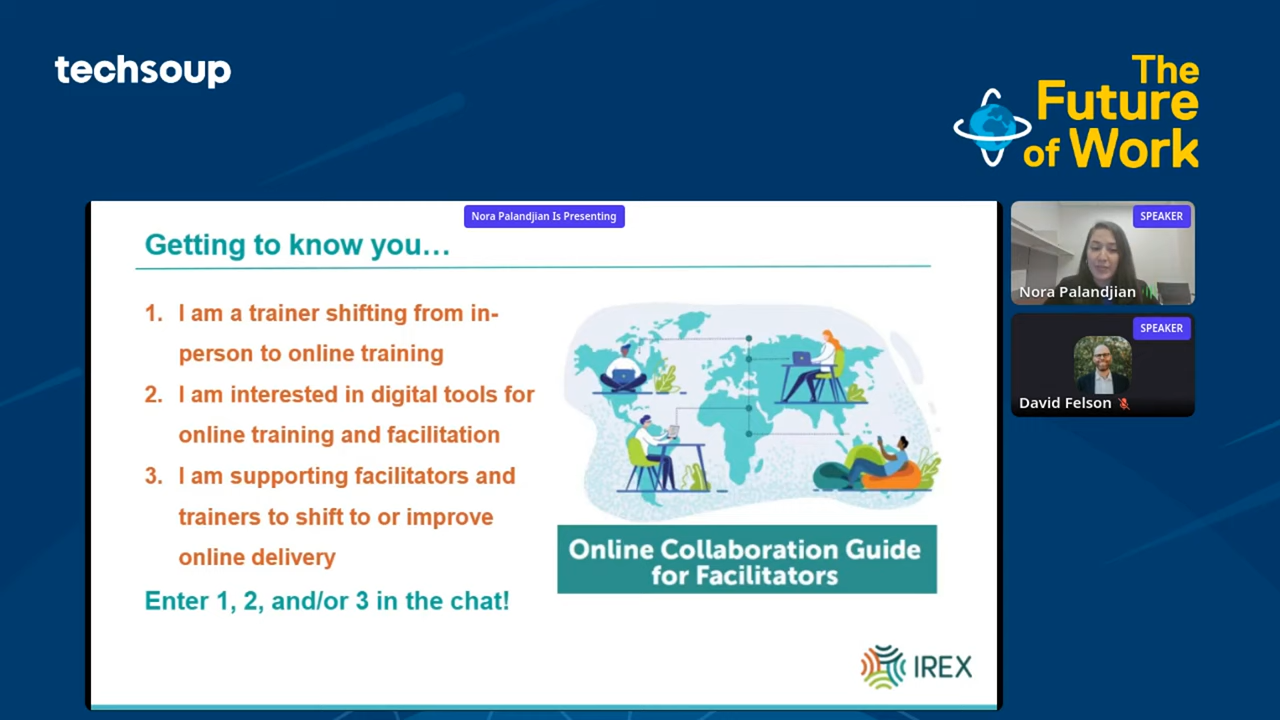 techsoup
The
Future
of Work
Nora Palandjian Is Presenting
Getting to know you…
1. I am a trainer shifting from in-
person to online training
2. I am interested in digital tools for
online training and facilitation
3. I am supporting facilitators and
trainers to shift to or improve
online delivery
Enter 1, 2, and/or 3 in the chat!
Online Collaboration Guide
for Facilitators
IREX
SPEAKER
Nora Palandjian
SPEAKER
David Felson